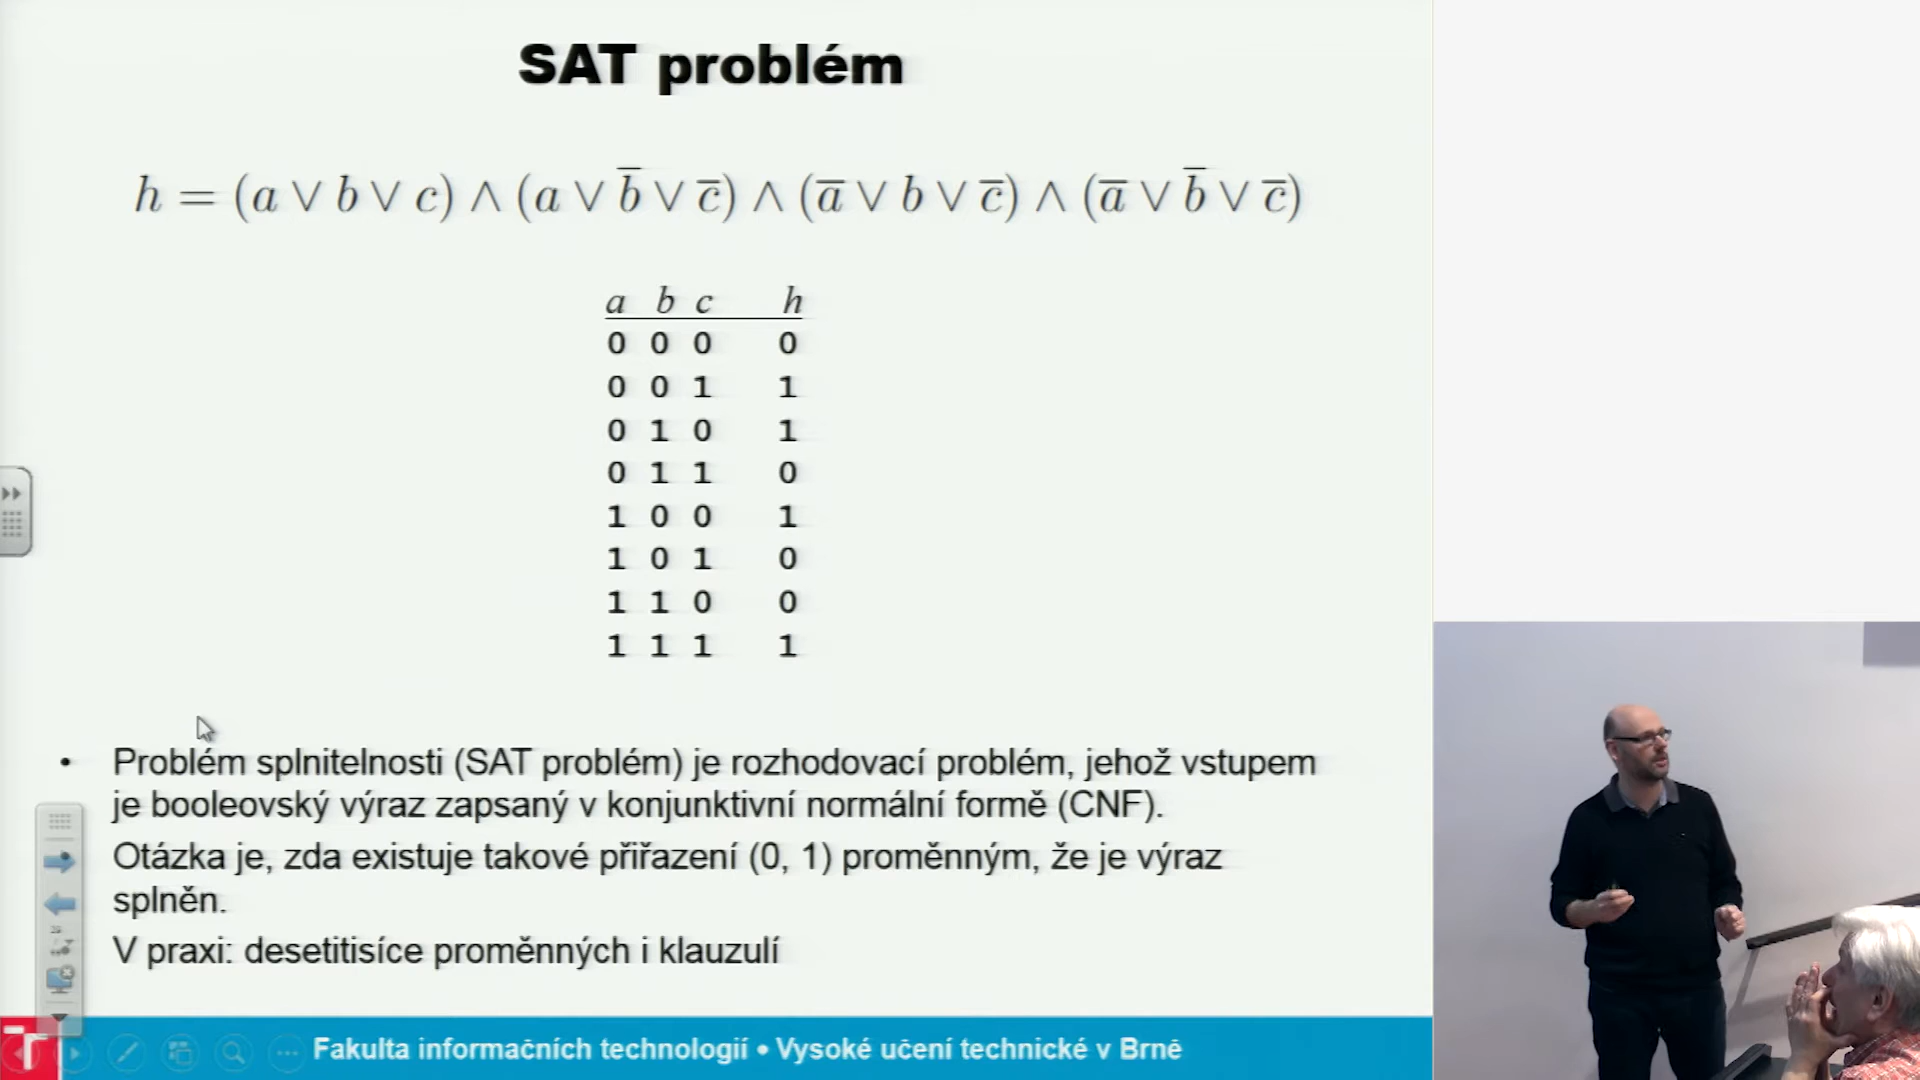 SAT problém
h = (a ∨ b ∨ c) ∧ (a ∨ b̅ ∨ c̅) ∧ (a̅ ∨ b ∨ c̅) ∧ (a̅ ∨ b̅ ∨ c̅)
a b c h
0 0 0 0
0 0 1 1
0 1 0 1
0 1 1 0
1 0 0 1
1 0 1 0
1 1 0 0
1 1 1 1
• Problém splnitelnosti (SAT problém) je rozhodovací problém, jehož vstupem
je booleovský výraz zapsaný v konjunktivní normální formě (CNF).
Otázka je, zda existuje takové přiřazení (0, 1) proměnným, že je výraz
splněn.
V praxi: desetitisíce proměnných i klauzulí
Fakulta informačních technologií • Vysoké učení technické v Brně